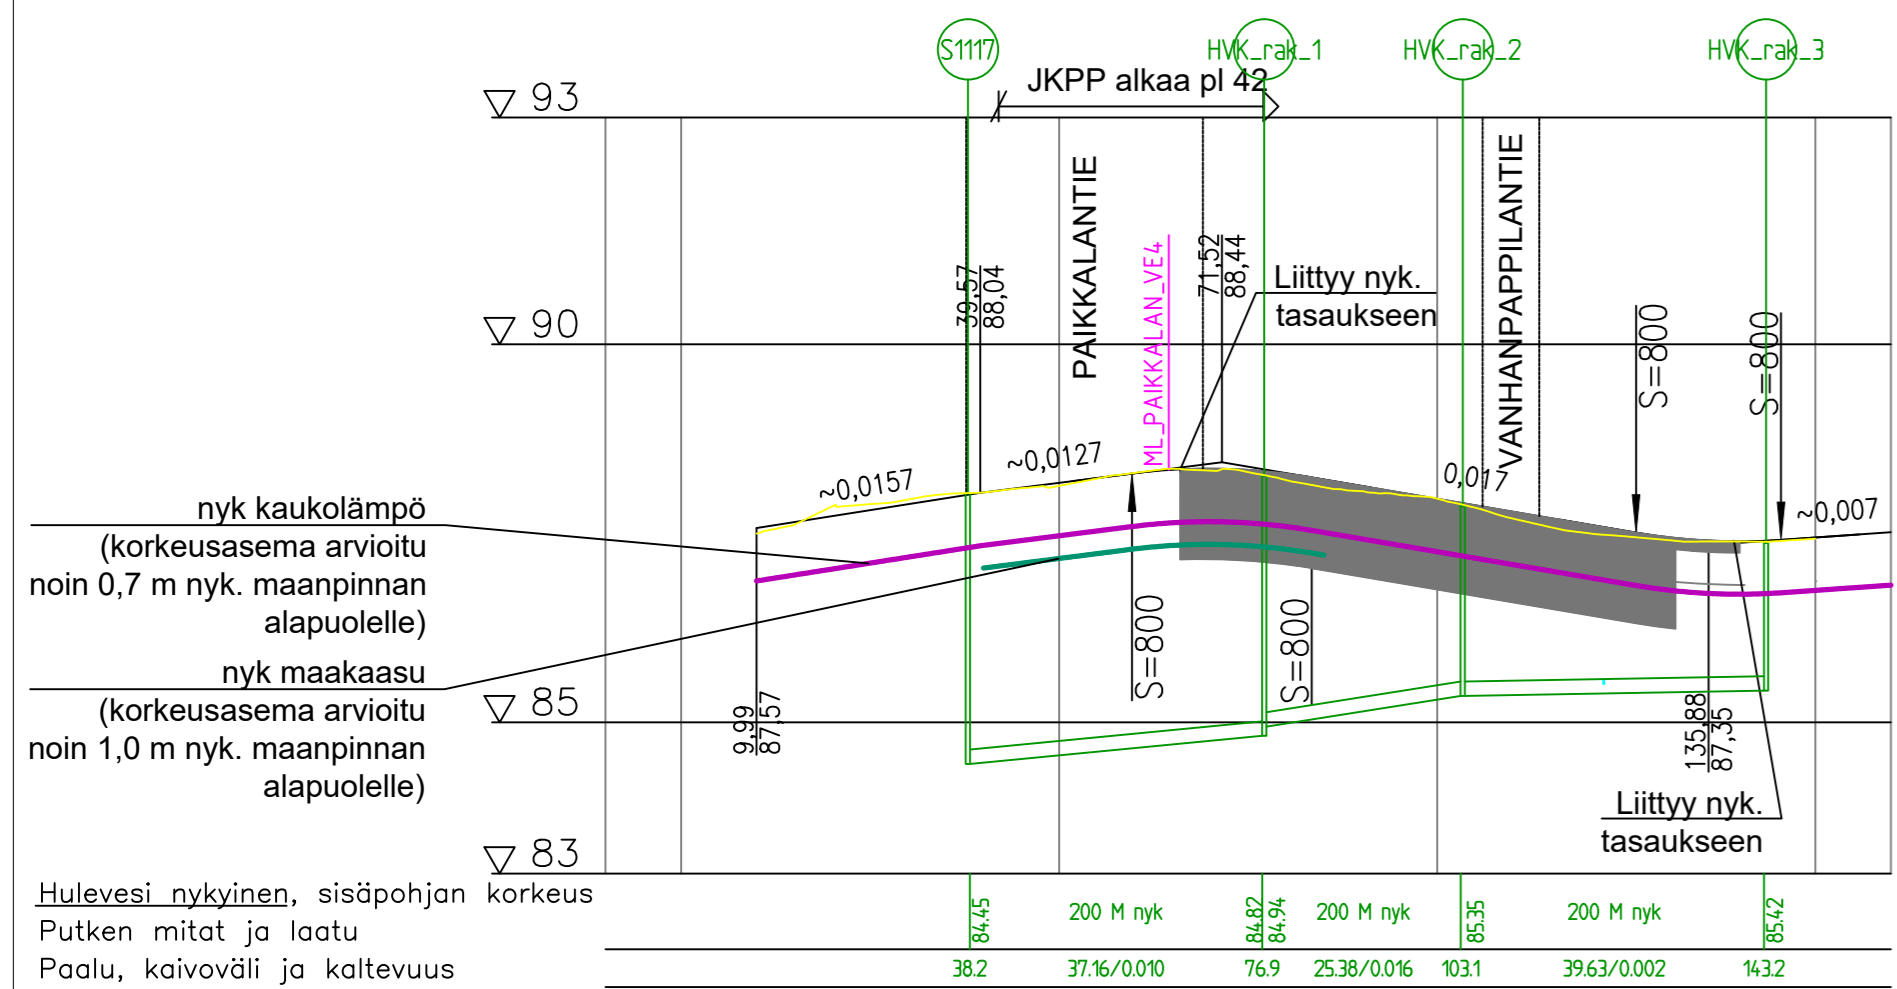 S1117
HVK_rak_1
HVK_rak_2
HVK_rak_3
JKPP alkaa pl 42
93
PAIKKALANTIE
ML_PAIKKALAN_VE4
VANHANPAPPILANTIE
39,57
88,04
71,52
88,44
Liittyy nyk.
tasaukseen
90
S=800
S=800
~0,0157
~0,0127
0,017
~0,007
nyk kaukolämpö
(korkeusasema arvioitu
noin 0,7 m nyk. maanpinnan
alapuolelle)
nyk maakaasu
(korkeusasema arvioitu
noin 1,0 m nyk. maanpinnan
alapuolelle)
S=800
S=800
85
9,99
87,57
135,88
87,35
Liittyy nyk.
tasaukseen
83
Hulevesi nykyinen, sisäpohjan korkeus
84.45
200 M nyk
84.82
84.94
200 M nyk
85.35
200 M nyk
85.42
Putken mitat ja laatu
Paalu, kaivoväli ja kaltevuus
38.2
37.16/0.010
76.9
25.38/0.016
103.1
39.63/0.002
143.2